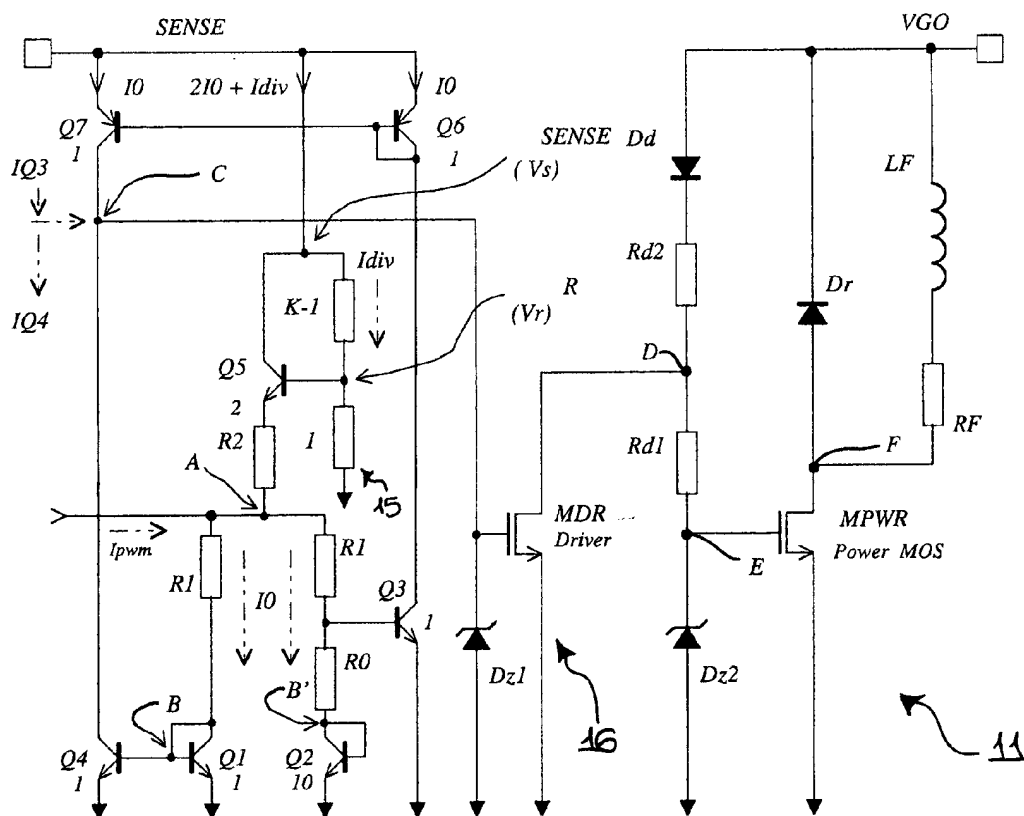 SENSE
VGO
I0
2I0 + Idiv
I0
Q7
1
Q6
1
SENSE
(Vs)
Dd
LF
IQ3
C
Idiv
R
(Vr)
Rd2
Dr
K-1
IQ4
D
Q5
2
R2
1
A
15
Rd1
F
RF
MDR
Driver
MPWR
Power MOS
E
Ipwm
R1
R1
I0
Q3
1
R0
Dz1
Dz2
B
B'
16
11
Q4
1
Q1
1
Q2
10